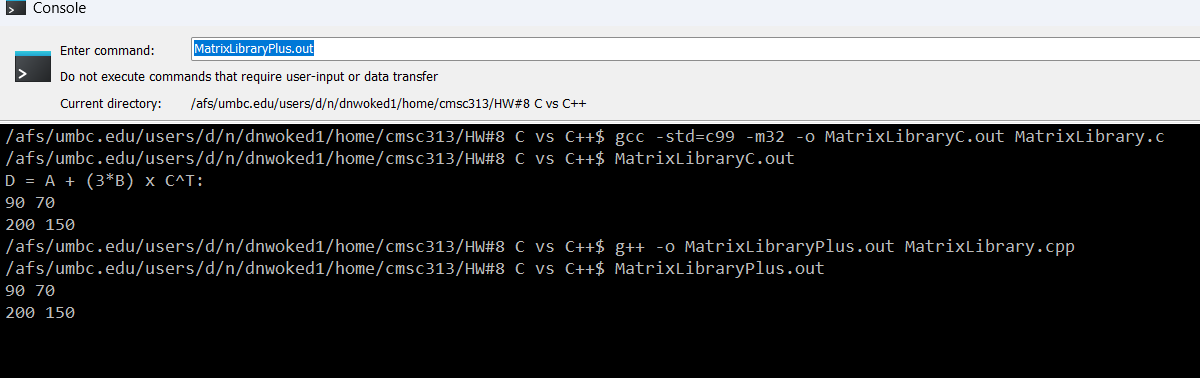 Console
Enter command: MatrixLibraryPlus.out
Do not execute commands that require user-input or data transfer
Current directory: /afs/umbc.edu/users/d/n/dnwoked1/home/cmsc313/HW#8 C vs C++
/afs/umbc.edu/users/d/n/dnwoked1/home/cmsc313/HW#8 C vs C++$ gcc -std=c99 -m32 -o MatrixLibraryC.out MatrixLibrary.c
/afs/umbc.edu/users/d/n/dnwoked1/home/cmsc313/HW#8 C vs C++$ MatrixLibraryC.out
D = A + (3*B) x C^T:
90 70
200 150
/afs/umbc.edu/users/d/n/dnwoked1/home/cmsc313/HW#8 C vs C++$ g++ -o MatrixLibraryPlus.out MatrixLibrary.cpp
/afs/umbc.edu/users/d/n/dnwoked1/home/cmsc313/HW#8 C vs C++$ MatrixLibraryPlus.out
90 70
200 150